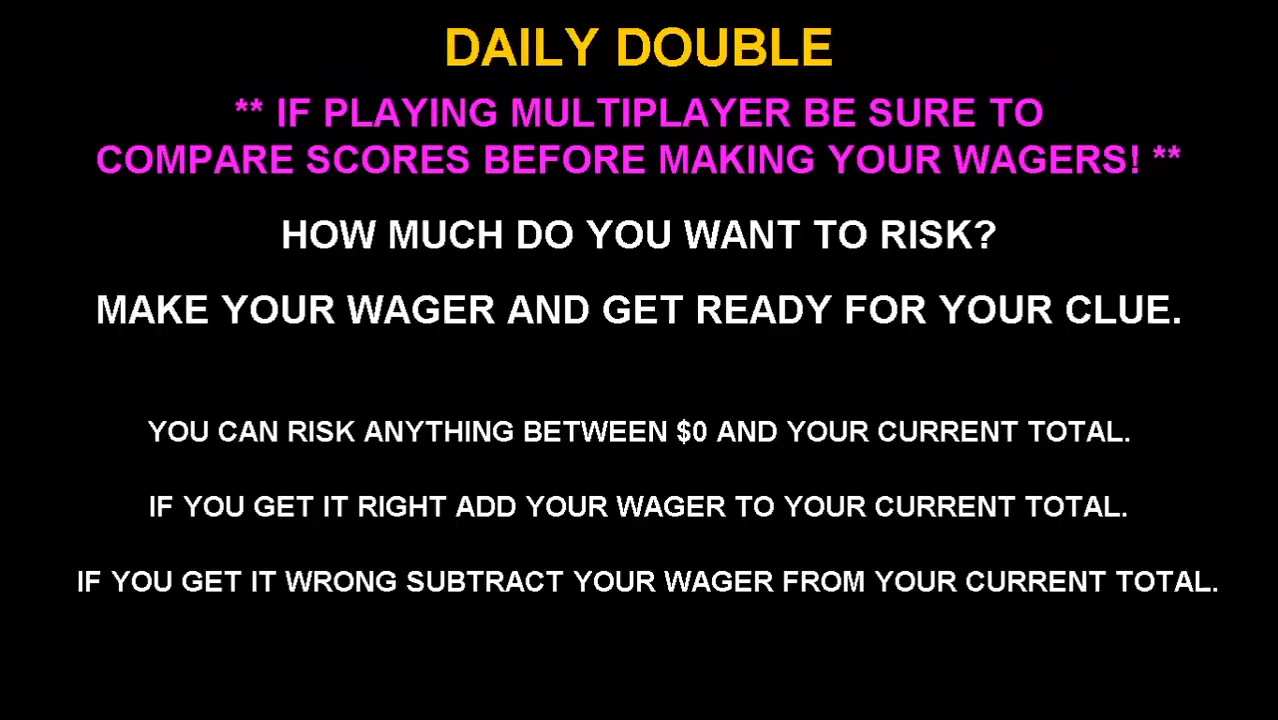 DAILY DOUBLE
** IF PLAYING MULTIPLAYER BE SURE TO
COMPARE SCORES BEFORE MAKING YOUR WAGERS! **
HOW MUCH DO YOU WANT TO RISK?
MAKE YOUR WAGER AND GET READY FOR YOUR CLUE.
YOU CAN RISK ANYTHING BETWEEN $0 AND YOUR CURRENT TOTAL.
IF YOU GET IT RIGHT ADD YOUR WAGER TO YOUR CURRENT TOTAL.
IF YOU GET IT WRONG SUBTRACT YOUR WAGER FROM YOUR CURRENT TOTAL.